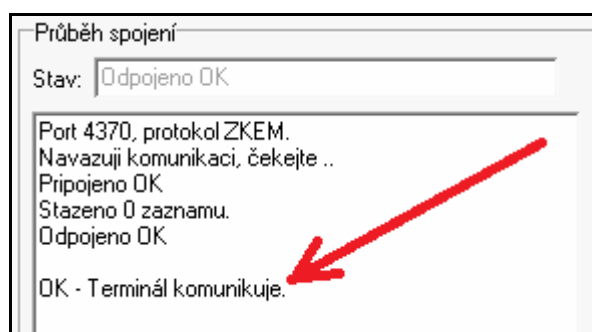 Průběh spojení
Stav: Odpojeno OK
Port 4370, protokol ZKEM.
Navazuji komunikaci, čekejte ..
Pripojeno OK
Stazeno 0 zaznamu.
Odpojeno OK
OK - Terminál komunikuje.